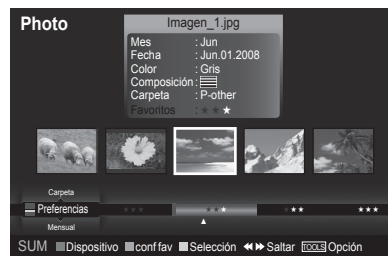 Photo
Imagen_1.jpg
Mes : Jun
Fecha : Jun.01.2008
Color : Gris
Composición :
Carpeta : P-other
Favoritos : ★★★
Carpeta
Preferencias ★★★ ★★★ ★★ ★★★
Mensual
SUM Dispositivo conf fav Selección ◀◀ ▶▶ Saltar TOOLS Opción